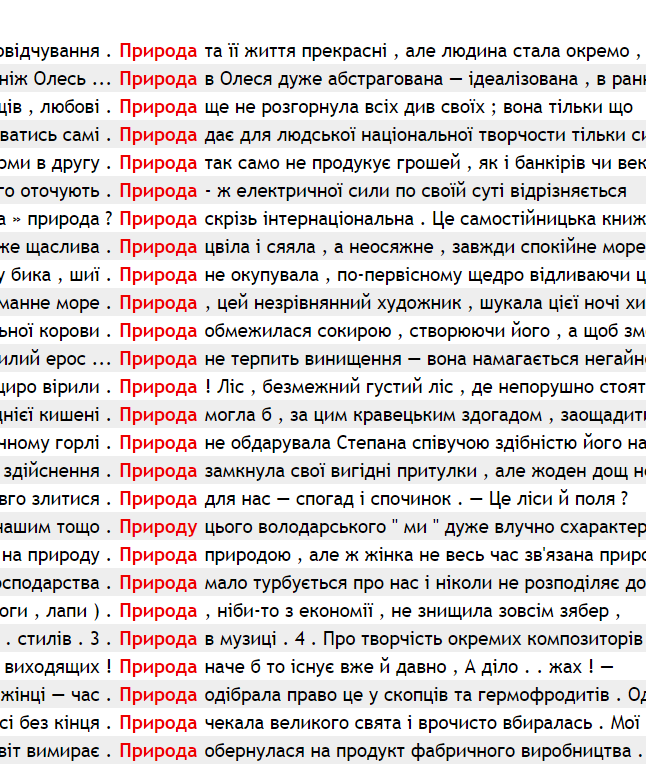 овідчування . Природа та її життя прекрасні , але людина стала окремо ,
ніж Олесь ... Природа в Олеся дуже абстрагована — ідеалізована , в ранн
ців , любові . Природа ще не розгорнула всіх див своїх ; вона тільки що
ватись самі . Природа дає для людської національної творчости тільки си
оми в другу . Природа так само не продукує грошей , як і банкірів чи век
го оточують . Природа - ж електричної сили по своїй суті відрізняється
а » природа ? Природа скрізь інтернаціональна . Це самостійницька книж
же щаслива . Природа цвіла і сяяла , а неосяжне , завжди спокійне море
у бика , шиї . Природа не окупувала , по-первісному щедро відливаючи ц
манне море . Природа , цей незрівнянний художник , шукала цієї ночі хи
ьної корови . Природа обмежилася сокирою , створюючи його , а щоб зм
илий ерос ... Природа не терпить винищення — вона намагається негайн
щиро вірили . Природа ! Ліс , безмежний густий ліс , де непорушно стоят
днієї кишені . Природа могла б , за цим кравецьким здогадом , заощадит
нному горлі . Природа не обдарувала Степана співучою здібністю його на
здійснення . Природа замкнула свої вигідні притулки , але жоден дощ н
вго злитися . Природа для нас — спогад і спочинок . — Це ліси й поля ?
нашим тощо . Природу цього володарського " ми " дуже влучно схарактер
на природу . Природа природою , але ж жінка не весь час зв'язана приро
осподарства . Природа мало турбується про нас і ніколи не розподіляє до
оги , лапи ) . Природа , ніби-то з економії , не знищила зовсім зябер ,
. стилів . 3 . Природа в музиці . 4 . Про творчість окремих композиторів
виходящих ! Природа наче б то існує вже й давно , А діло . . жах ! —
жінці — час . Природа одібрала право це у скопців та гермофродитів . Од
сі без кінця . Природа чекала великого свята і врочисто вбиралась . Мої
віт вимирає . Природа обернулася на продукт фабричного виробництва .